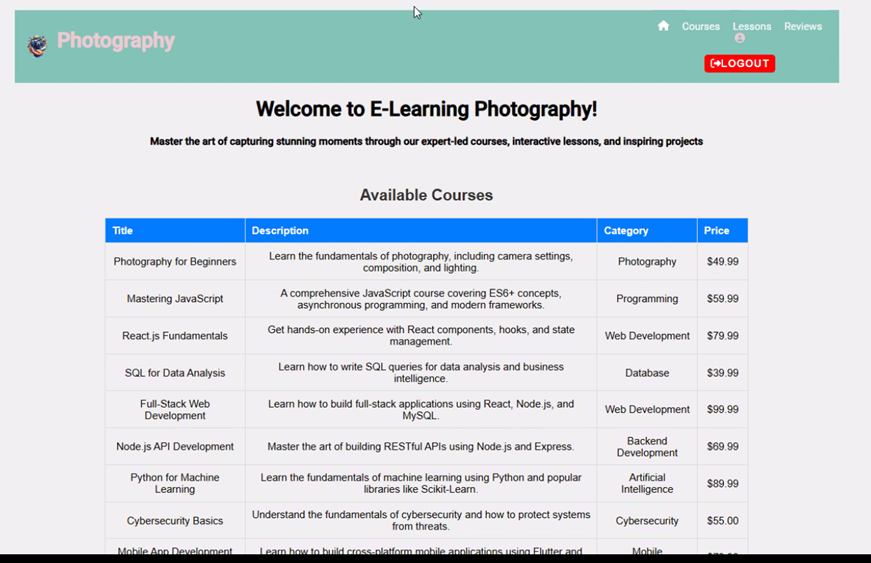 Photography
Courses Lessons Reviews
LOGOUT
Welcome to E-Learning Photography!
Master the art of capturing stunning moments through our expert-led courses, interactive lessons, and inspiring projects
Available Courses
Title Description Category Price
Photography for Beginners
Learn the fundamentals of photography, including camera settings,
composition, and lighting.
Photography
$49.99
Mastering JavaScript
A comprehensive JavaScript course covering ES6+ concepts,
asynchronous programming, and modern frameworks.
Programming
$59.99
React.js Fundamentals
Get hands-on experience with React components, hooks, and state
management.
Web Development
$79.99
SQL for Data Analysis
Learn how to write SQL queries for data analysis and business
intelligence.
Database
$39.99
Full-Stack Web
Development
Learn how to build full-stack applications using React, Node.js, and
MySQL.
Web Development
$99.99
Node.js API Development
Master the art of building RESTful APIs using Node.js and Express.
Backend
Development
$69.99
Python for Machine
Learning
Learn the fundamentals of machine learning using Python and popular
libraries like Scikit-Learn.
Artificial
Intelligence
$89.99
Cybersecurity Basics
Understand the fundamentals of cybersecurity and how to protect systems
from threats.
Cybersecurity
$55.00
Mobile App Development
Learn how to build cross-platform mobile applications using Flutter and
Mobile